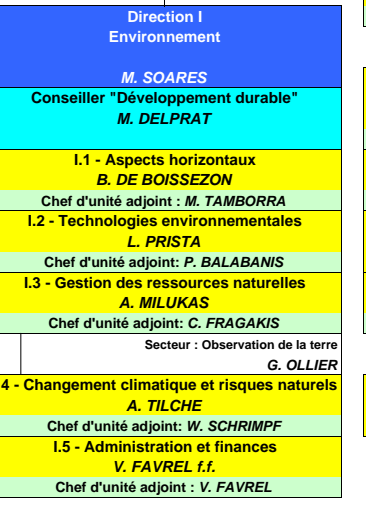 Direction I
Environnement
M. SOARES
Conseiller "Développement durable"
M. DELPRAT
I.1 - Aspects horizontaux
B. DE BOISSEZON
Chef d'unité adjoint : M. TAMBORRA
I.2 - Technologies environnementales
L. PRISTA
Chef d'unité adjoint: P. BALABANIS
I.3 - Gestion des ressources naturelles
A. MILUKAS
Chef d'unité adjoint: C. FRAGAKIS
Secteur : Observation de la terre
G. OLLIER
4 - Changement climatique et risques naturels
A. TILCHE
Chef d'unité adjoint: W. SCHRIMPF
I.5 - Administration et finances
V. FAVREL f.f.
Chef d'unité adjoint : V. FAVREL